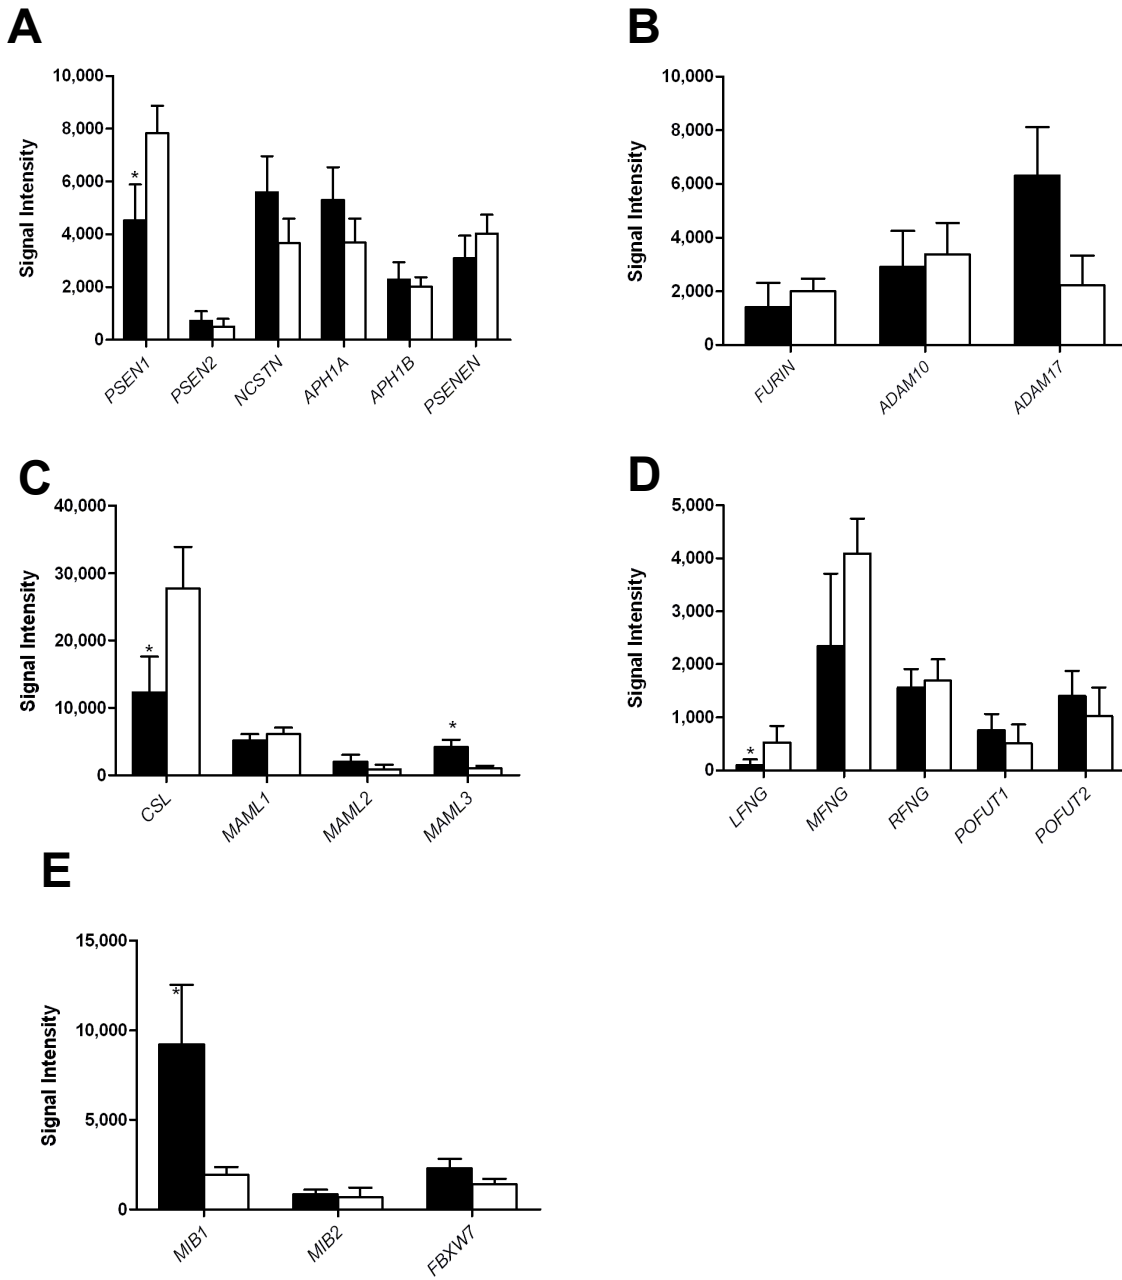 A
Signal Intensity
10,000
8,000
6,000
4,000
2,000
0
*
PSEN1
PSEN2
NCSTN
APH1A
APH1B
PSENEN
B
Signal Intensity
10,000
8,000
6,000
4,000
2,000
0
FURIN
ADAM10
ADAM17
C
Signal Intensity
40,000
30,000
20,000
10,000
0
*
*
CSL
MAML1
MAML2
MAML3
D
Signal Intensity
5,000
4,000
3,000
2,000
1,000
0
*
LFNG
MFNG
RFNG
POFUT1
POFUT2
E
Signal Intensity
15,000
10,000
5,000
0
*
MIB1
MIB2
FBXW7